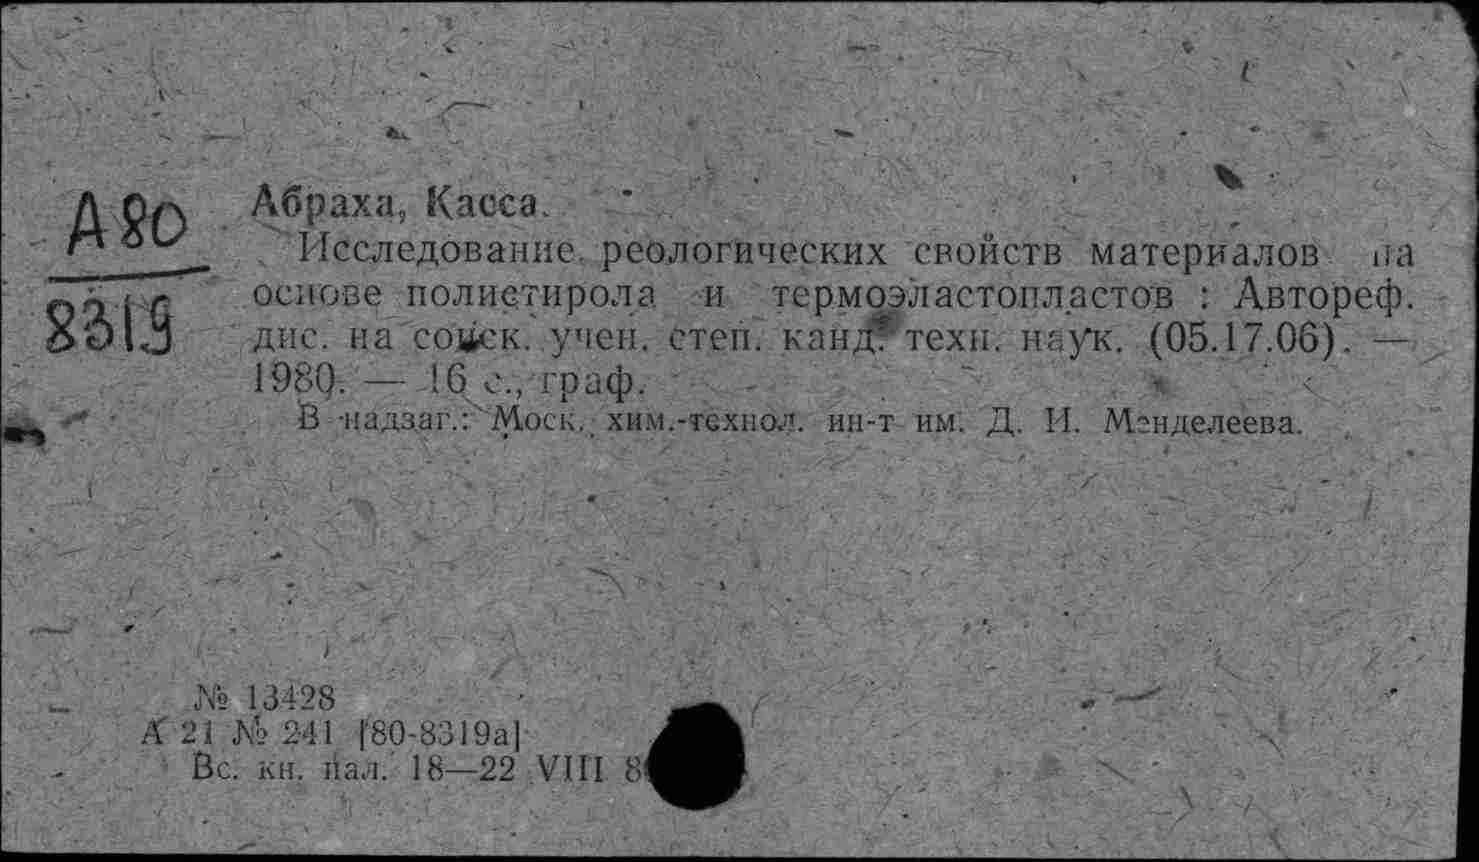 А80
8319
Абраха, Касса.
Исследование реологических свойств материалов на
основе полистирола и термоэластопластов : Автореф.
дис. на соиск. учен. степ. канд. техн. наук. (05.17.06). —
1980. — 16 с., граф.
В надзаг.: Моск. хим.-технол. ин-т им. Д. И. Менделеева.
№ 13428
А 21 № 241 [80-8319а]
Вс. кн. пал. 18—22 VIII 8